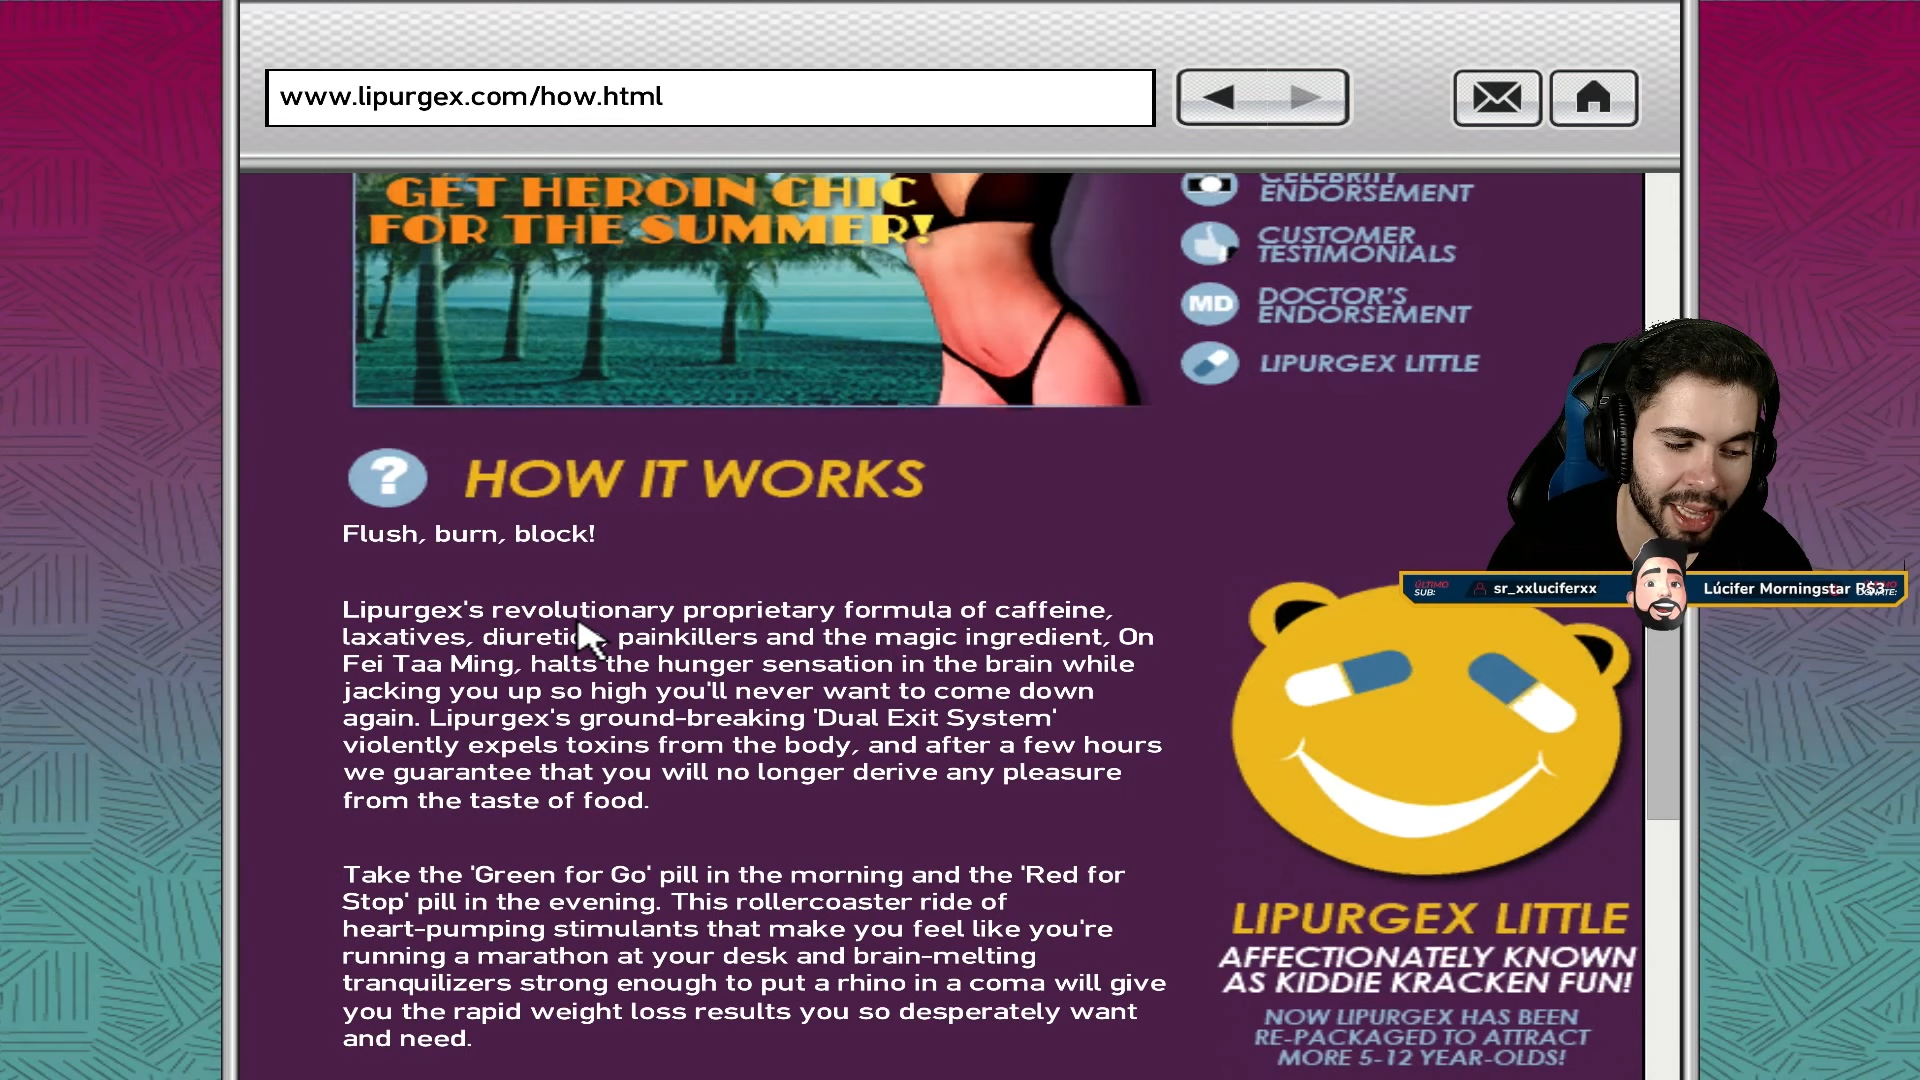 www.lipurgex.com/how.html
GET HEROIN CHIC
FOR THE SUMMER!
CELEBRITY
ENDORSEMENT
CUSTOMER
TESTIMONIALS
MD
DOCTOR'S
ENDORSEMENT
LIPURGEX LITTLE
? HOW IT WORKS
Flush, burn, block!
Lipurgex's revolutionary proprietary formula of caffeine,
laxatives, painkillers and the magic ingredient, On
Fei Taa Ming, halts the hunger sensation in the brain while
jacking you up so high you'll never want to come down
again. Lipurgex's ground-breaking 'Dual Exit System'
violently expels toxins from the body, and after a few hours
we guarantee that you will no longer derive any pleasure
from the taste of food.
Take the 'Green for Go' pill in the morning and the 'Red for
Stop' pill in the evening. This rollercoaster ride of
heart-pumping stimulants that make you feel like you're
running a marathon at your desk and brain-melting
tranquilizers strong enough to put a rhino in a coma will give
you the rapid weight loss results you so desperately want
and need.
ÚLTIMO
SUB:
sr_xxluciferxx
Lúcifer Morningstar R$3
LIPURGEX LITTLE
AFFECTIONATELY KNOWN
AS KIDDIE KRACKEN FUN!
NOW LIPURGEX HAS BEEN
RE-PACKAGED TO ATTRACT
MORE 5-12 YEAR-OLDS!